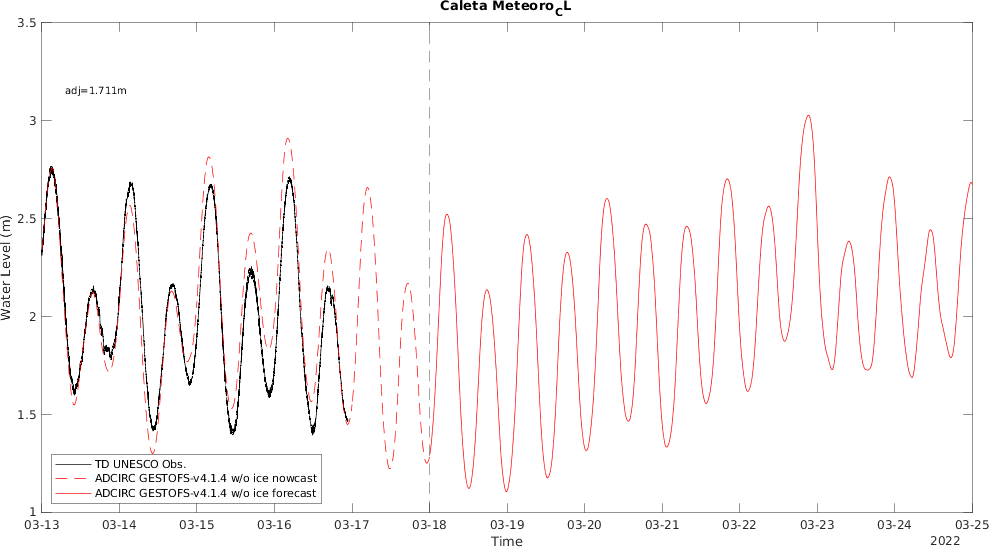 Caleta Meteoro_CL
adj=1.711m
Water Level (m)
3.5
3
2.5
2
1.5
1
TD UNESCO Obs.
ADCIRC GESTOFS-v4.1.4 w/o ice nowcast
ADCIRC GESTOFS-v4.1.4 w/o ice forecast
03-13 03-14 03-15 03-16 03-17 03-18 03-19 03-20 03-21 03-22 03-23 03-24 03-25
Time
2022